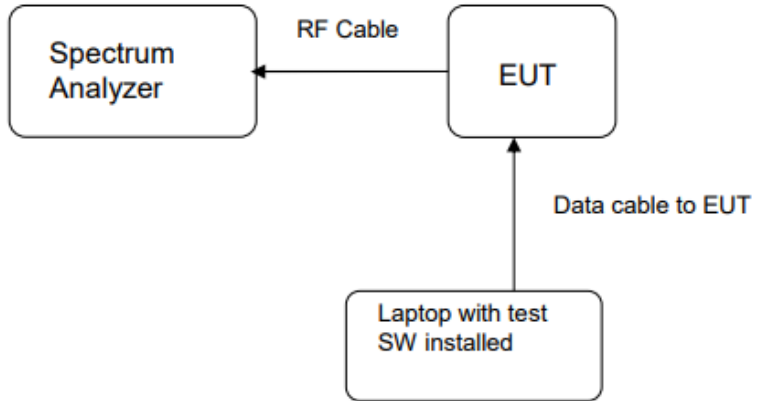 RF Cable
Spectrum
Analyzer
EUT
Data cable to EUT
Laptop with test
SW installed